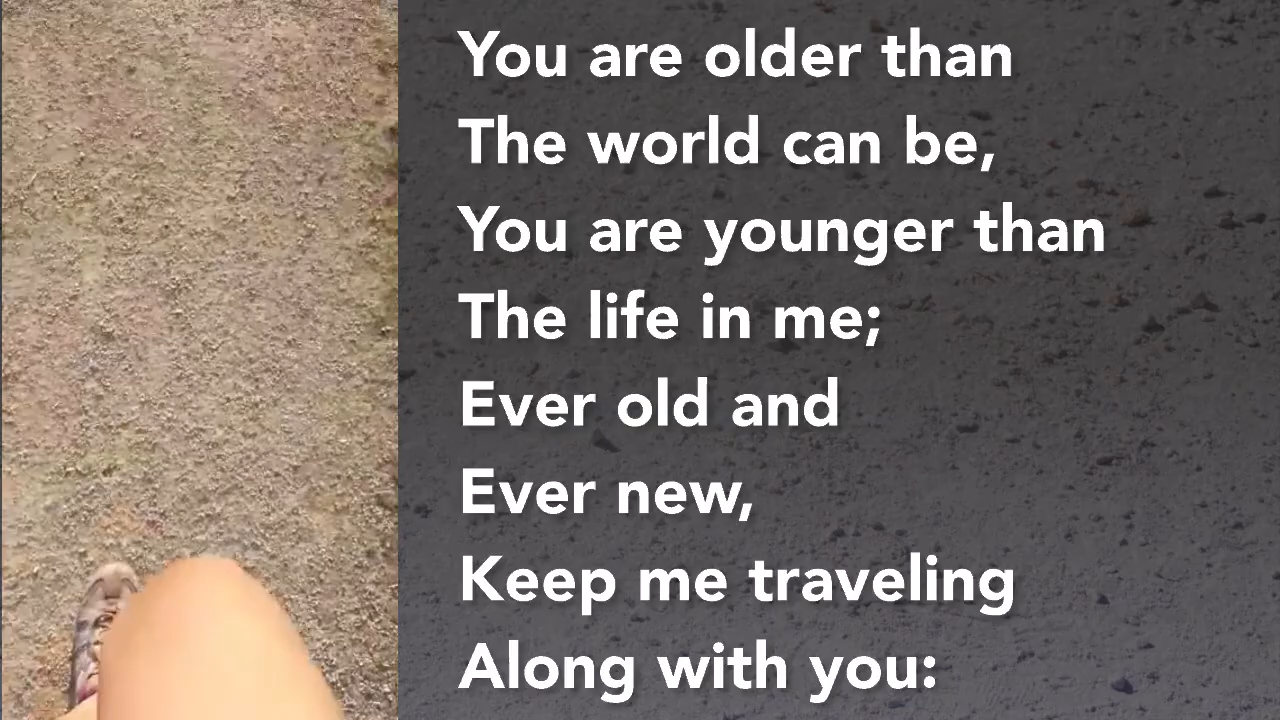 You are older than
The world can be,
You are younger than
The life in me;
Ever old and
Ever new,
Keep me traveling
Along with you: